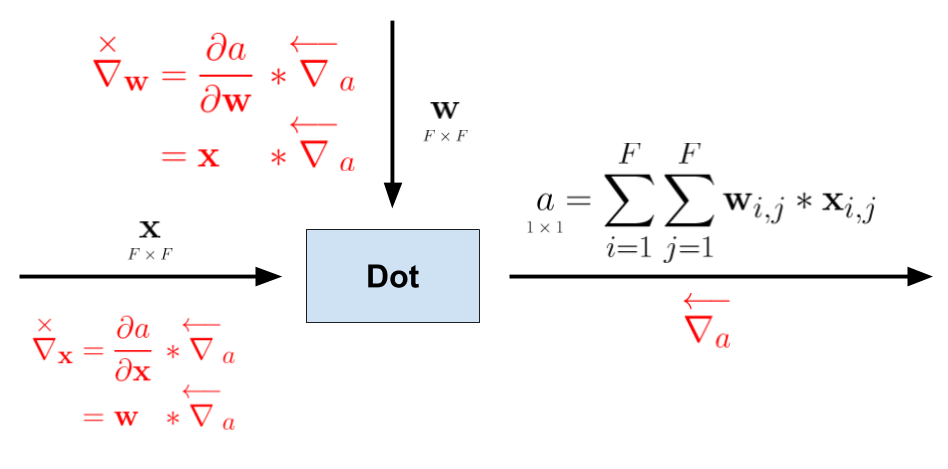 $\overset{\times}{\nabla}_{\mathbf{w}} = \frac{\partial a}{\partial \mathbf{w}} * \overleftarrow{\nabla}_a$
$= \mathbf{x} \quad * \overleftarrow{\nabla}_a$
$\underset{F \times F}{\mathbf{w}}$
$\underset{F \times F}{\mathbf{x}}$
Dot
$\underset{1 \times 1}{a} = \sum_{i=1}^{F} \sum_{j=1}^{F} \mathbf{w}_{i,j} * \mathbf{x}_{i,j}$
$\overleftarrow{\nabla}_a$
$\overset{\times}{\nabla}_{\mathbf{x}} = \frac{\partial a}{\partial \mathbf{x}} * \overleftarrow{\nabla}_a$
$= \mathbf{w} \quad * \overleftarrow{\nabla}_a$